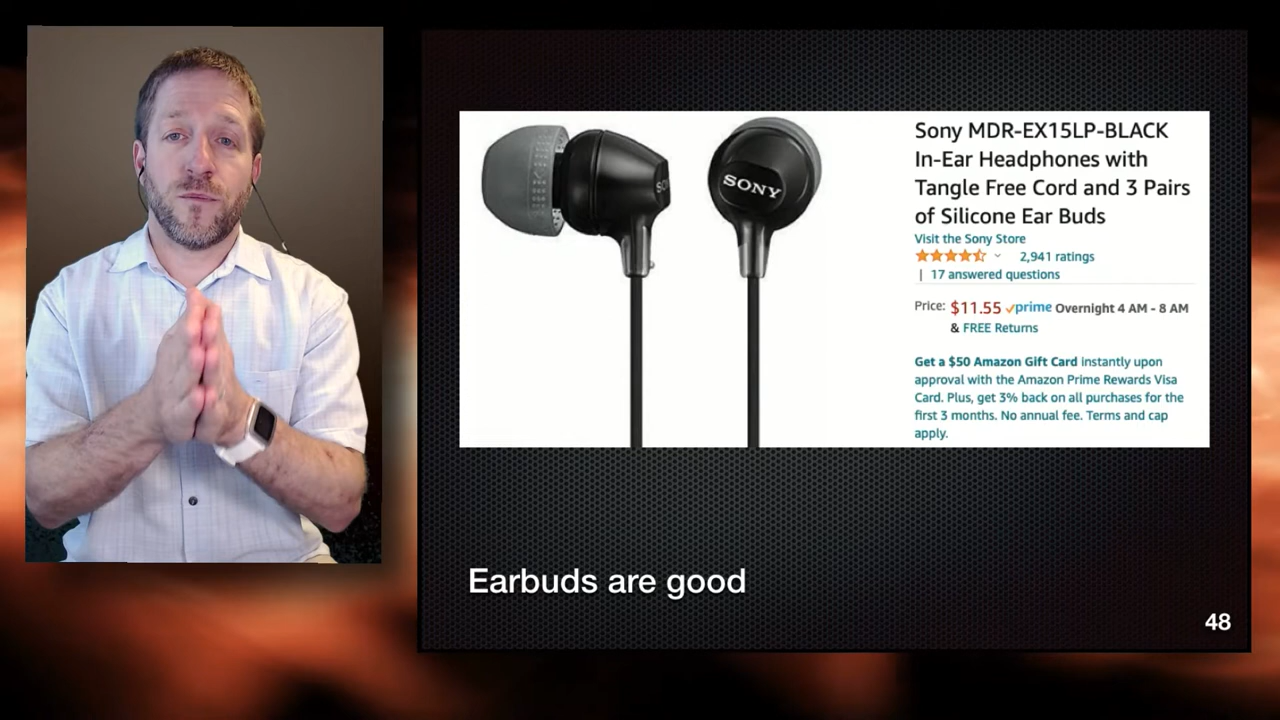 SONY
Sony MDR-EX15LP-BLACK
In-Ear Headphones with
Tangle Free Cord and 3 Pairs
of Silicone Ear Buds
Visit the Sony Store
2,941 ratings
| 17 answered questions
Price: $11.55 prime Overnight 4 AM - 8 AM
& FREE Returns
Get a $50 Amazon Gift Card instantly upon
approval with the Amazon Prime Rewards Visa
Card. Plus, get 3% back on all purchases for the
first 3 months. No annual fee. Terms and cap
apply.
Earbuds are good
48